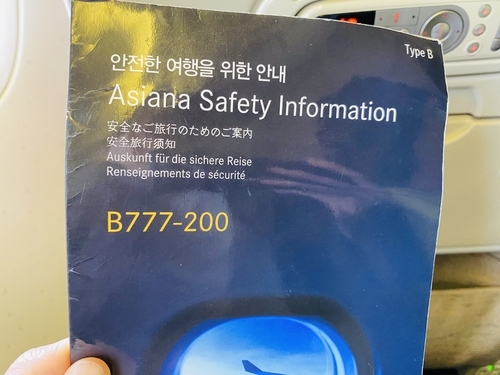 Type B
안전한 여행을 위한 안내
Asiana Safety Information
安全なご旅行のためのご案内
安全旅行须知
Auskunft für die sichere Reise
Renseignements de sécurité
B777-200